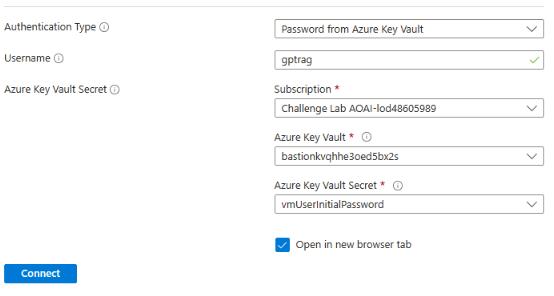 Authentication Type
Password from Azure Key Vault
Username
gptrag
Azure Key Vault Secret
Subscription *
Challenge Lab AOAI-lod48605989
Azure Key Vault *
bastionkvqhhe3oed5bx2s
Azure Key Vault Secret *
vmUserInitialPassword
Open in new browser tab
Connect